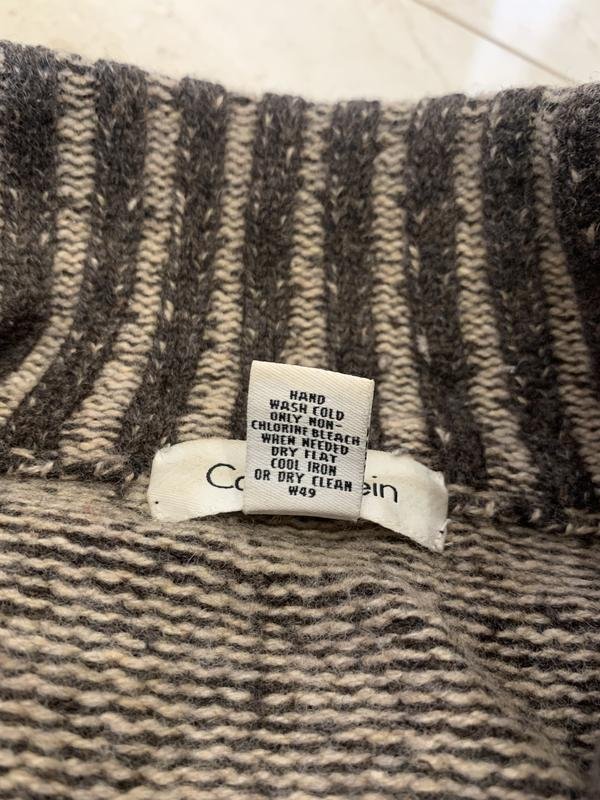 HAND
WASH COLD
ONLY NON-
CHLORINE BLEACH
WHEN NEEDED
DRY FLAT
COOL IRON
OR DRY CLEAN
W49